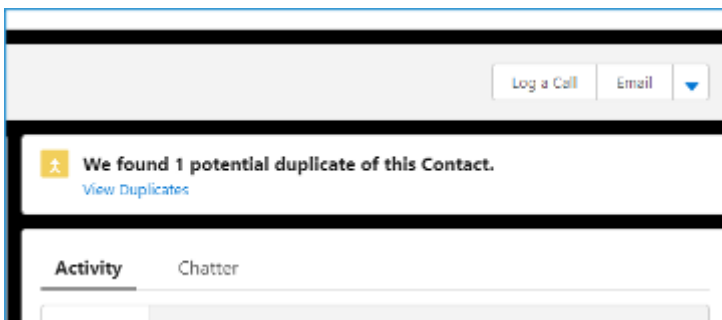 Log a Call Email
We found 1 potential duplicate of this Contact.
View Duplicates
Activity Chatter